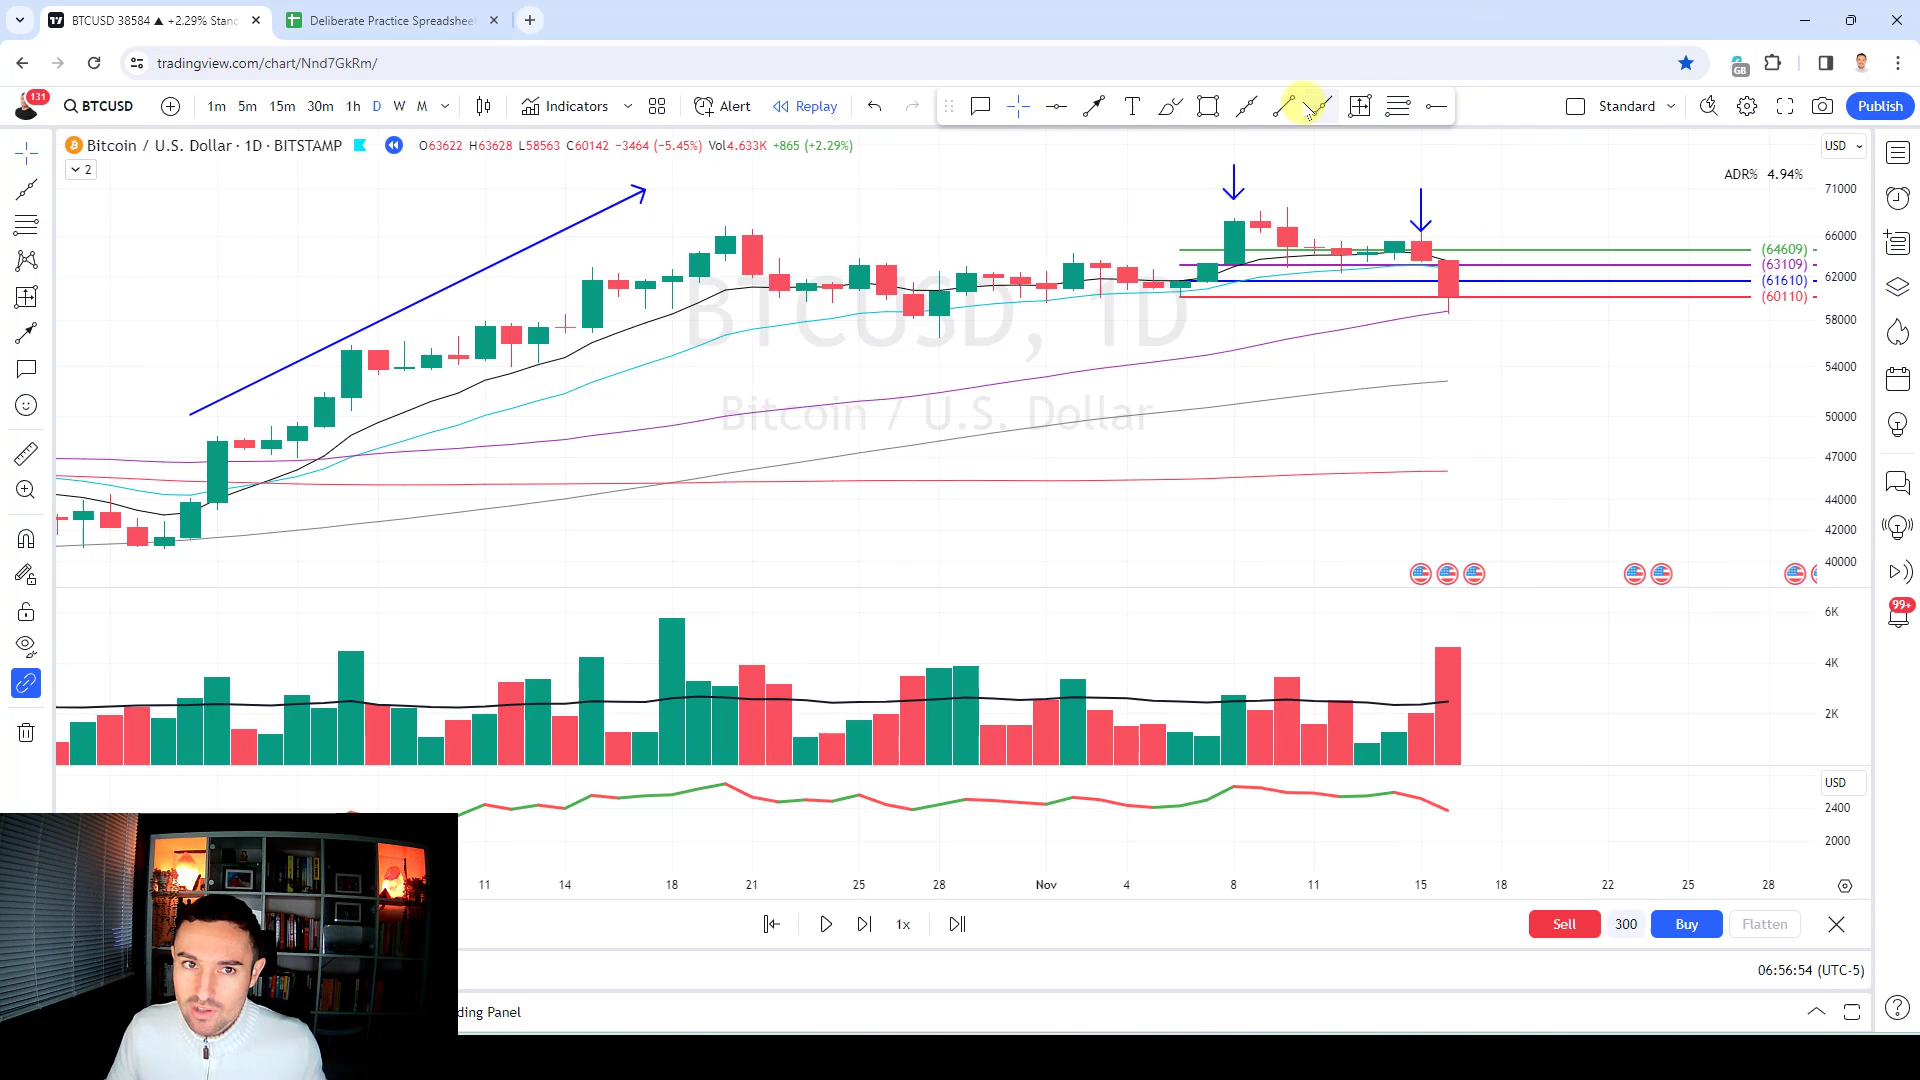 BTCUSD 38584 ▲ +2.29% Stan
Deliberate Practice Spreadshee
tradingview.com/chart/Nnd7GkRm/
GB
131
BTCUSD
1m 5m 15m 30m 1h D W M
Indicators
Alert
Replay
Standard
Publish
Bitcoin / U.S. Dollar · 1D · BITSTAMP
O63622 H63628 L58563 C60142 −3464 (−5.45%) Vol4.633K +865 (+2.29%)
2
USD
ADR% 4.94%
71000
66000
62000
58000
54000
50000
47000
44000
42000
40000
(64609)
(63109)
(61610)
(60110)
BTCUSD, 1D
Bitcoin / U.S. Dollar
6K
4K
2K
99+
USD
2400
2000
11 14 18 21 25 28 Nov 4 8 11 15 18 22 25 28
1x
Sell 300 Buy Flatten
06:56:54 (UTC-5)
ding Panel